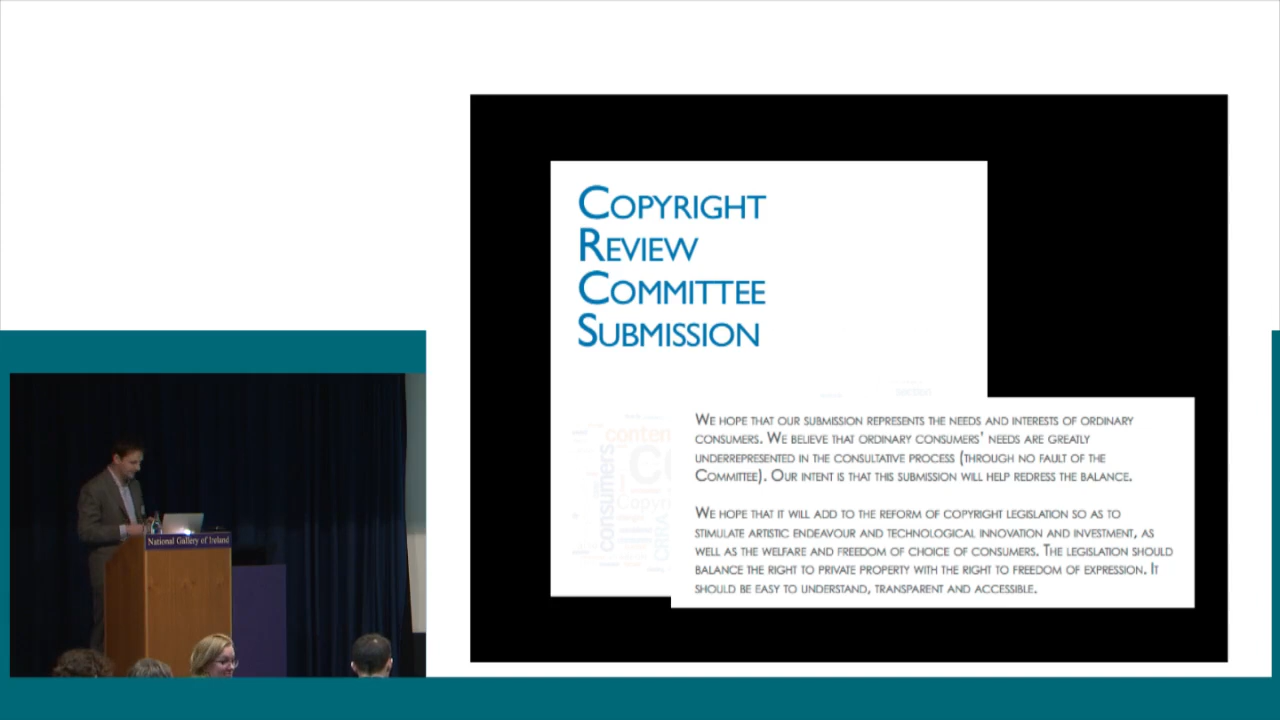 COPYRIGHT
REVIEW
COMMITTEE
SUBMISSION
WE HOPE THAT OUR SUBMISSION REPRESENTS THE NEEDS AND INTERESTS OF ORDINARY
CONSUMERS. WE BELIEVE THAT ORDINARY CONSUMERS' NEEDS ARE GREATLY
UNDERREPRESENTED IN THE CONSULTATIVE PROCESS (THROUGH NO FAULT OF THE
COMMITTEE). OUR INTENT IS THAT THIS SUBMISSION WILL HELP REDRESS THE BALANCE.
WE HOPE THAT IT WILL ADD TO THE REFORM OF COPYRIGHT LEGISLATION SO AS TO
STIMULATE ARTISTIC ENDEAVOUR AND TECHNOLOGICAL INNOVATION AND INVESTMENT, AS
WELL AS THE WELFARE AND FREEDOM OF CHOICE OF CONSUMERS. THE LEGISLATION SHOULD
BALANCE THE RIGHT TO PRIVATE PROPERTY WITH THE RIGHT TO FREEDOM OF EXPRESSION. IT
SHOULD BE EASY TO UNDERSTAND, TRANSPARENT AND ACCESSIBLE.
conten
consumers
Copyr
CRRA
National Gallery of Ireland